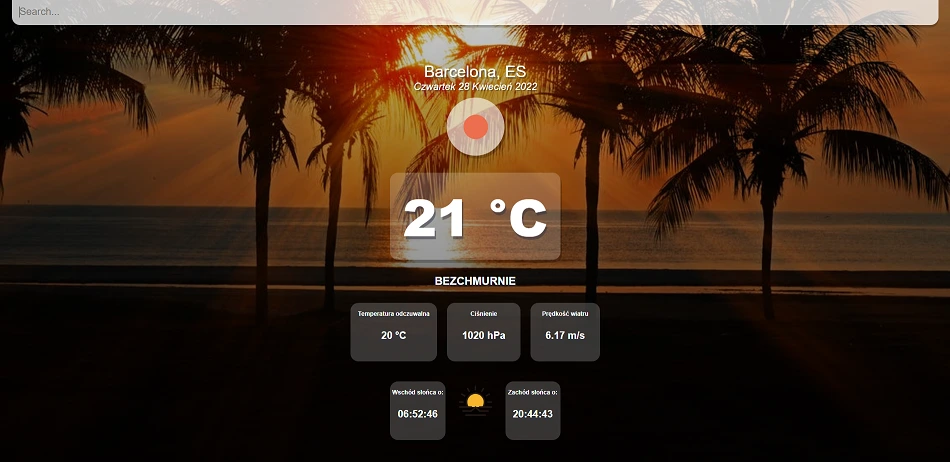 Search...
Barcelona, ES
Czwartek 28 Kwiecień 2022
21 °C
BEZCHMURNIE
Temperatura odczuwalna
20 °C
Ciśnienie
1020 hPa
Prędkość wiatru
6.17 m/s
Wschód słońca o:
06:52:46
Zachód słońca o:
20:44:43